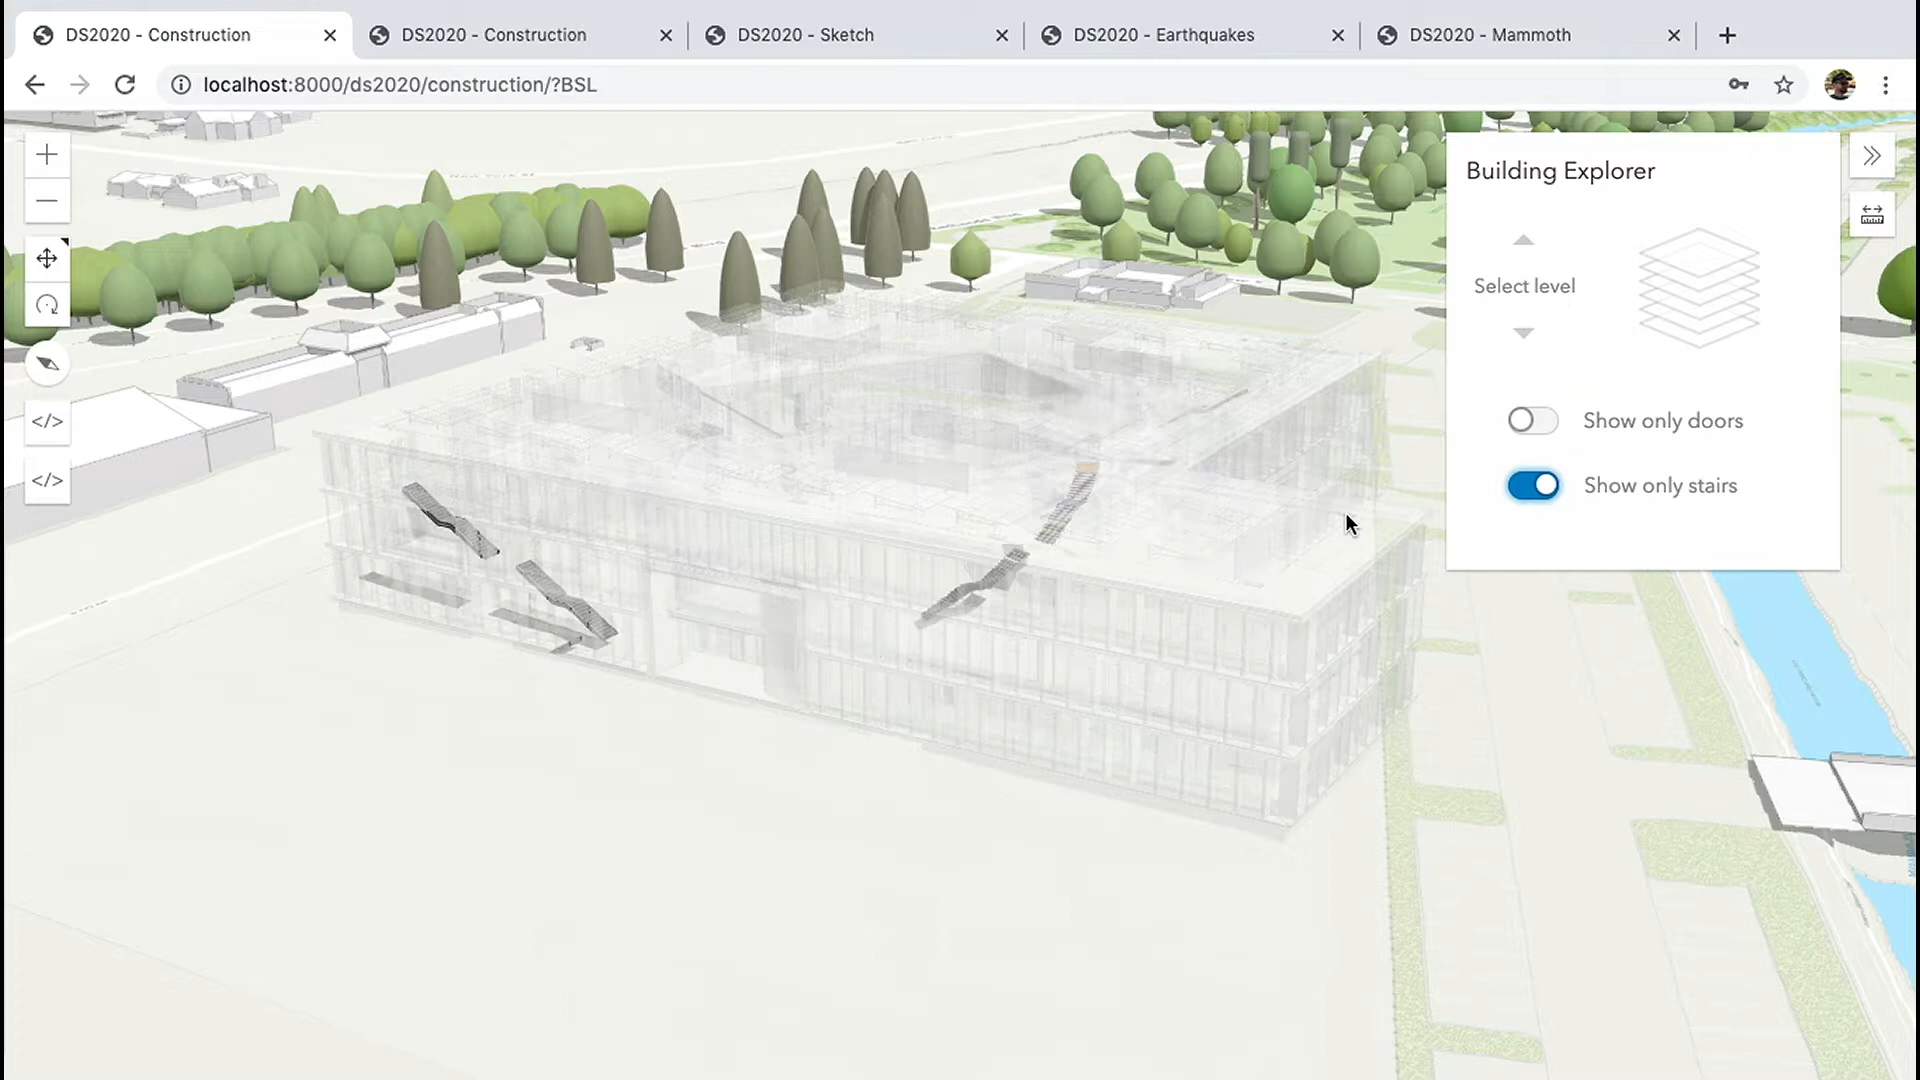 DS2020 - Construction
DS2020 - Construction
DS2020 - Sketch
DS2020 - Earthquakes
DS2020 - Mammoth
localhost:8000/ds2020/construction/?BSL
Building Explorer
Select level
Show only doors
Show only stairs